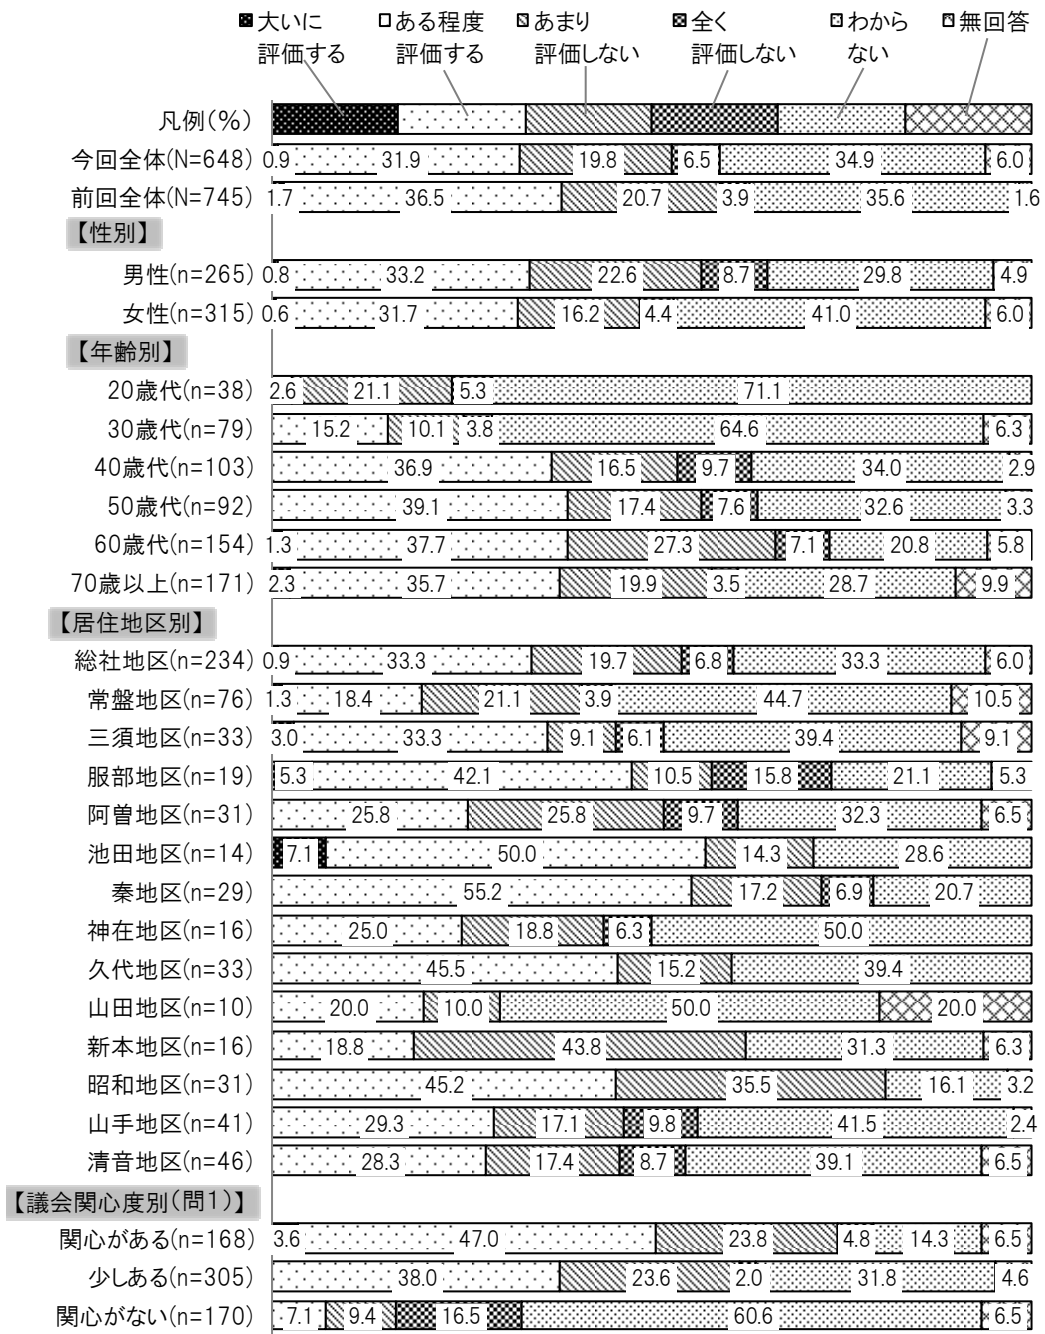 大いに ある程度 あまり 全く わから 無回答
評価する 評価する 評価しない 評価しない ない
凡例(%)
今回全体(N=648) 0.9 31.9 19.8 6.5 34.9 6.0
前回全体(N=745) 1.7 36.5 20.7 3.9 35.6 1.6
【性別】
男性(n=265) 0.8 33.2 22.6 8.7 29.8 4.9
女性(n=315) 0.6 31.7 16.2 4.4 41.0 6.0
【年齢別】
20歳代(n=38) 2.6 21.1 5.3 71.1
30歳代(n=79) 15.2 10.1 3.8 64.6 6.3
40歳代(n=103) 36.9 16.5 9.7 34.0 2.9
50歳代(n=92) 39.1 17.4 7.6 32.6 3.3
60歳代(n=154) 1.3 37.7 27.3 7.1 20.8 5.8
70歳以上(n=171) 2.3 35.7 19.9 3.5 28.7 9.9
【居住地区別】
総社地区(n=234) 0.9 33.3 19.7 6.8 33.3 6.0
常盤地区(n=76) 1.3 18.4 21.1 3.9 44.7 10.5
三須地区(n=33) 3.0 33.3 9.1 6.1 39.4 9.1
服部地区(n=19) 5.3 42.1 10.5 15.8 21.1 5.3
阿曽地区(n=31) 25.8 25.8 9.7 32.3 6.5
池田地区(n=14) 7.1 50.0 14.3 28.6
秦地区(n=29) 55.2 17.2 6.9 20.7
神在地区(n=16) 25.0 18.8 6.3 50.0
久代地区(n=33) 45.5 15.2 39.4
山田地区(n=10) 20.0 10.0 50.0 20.0
新本地区(n=16) 18.8 43.8 31.3 6.3
昭和地区(n=31) 45.2 35.5 16.1 3.2
山手地区(n=41) 29.3 17.1 9.8 41.5 2.4
清音地区(n=46) 28.3 17.4 8.7 39.1 6.5
【議会関心度別(問1)】
関心がある(n=168) 3.6 47.0 23.8 4.8 14.3 6.5
少しある(n=305) 38.0 23.6 2.0 31.8 4.6
関心がない(n=170) 7.1 9.4 16.5 60.6 6.5